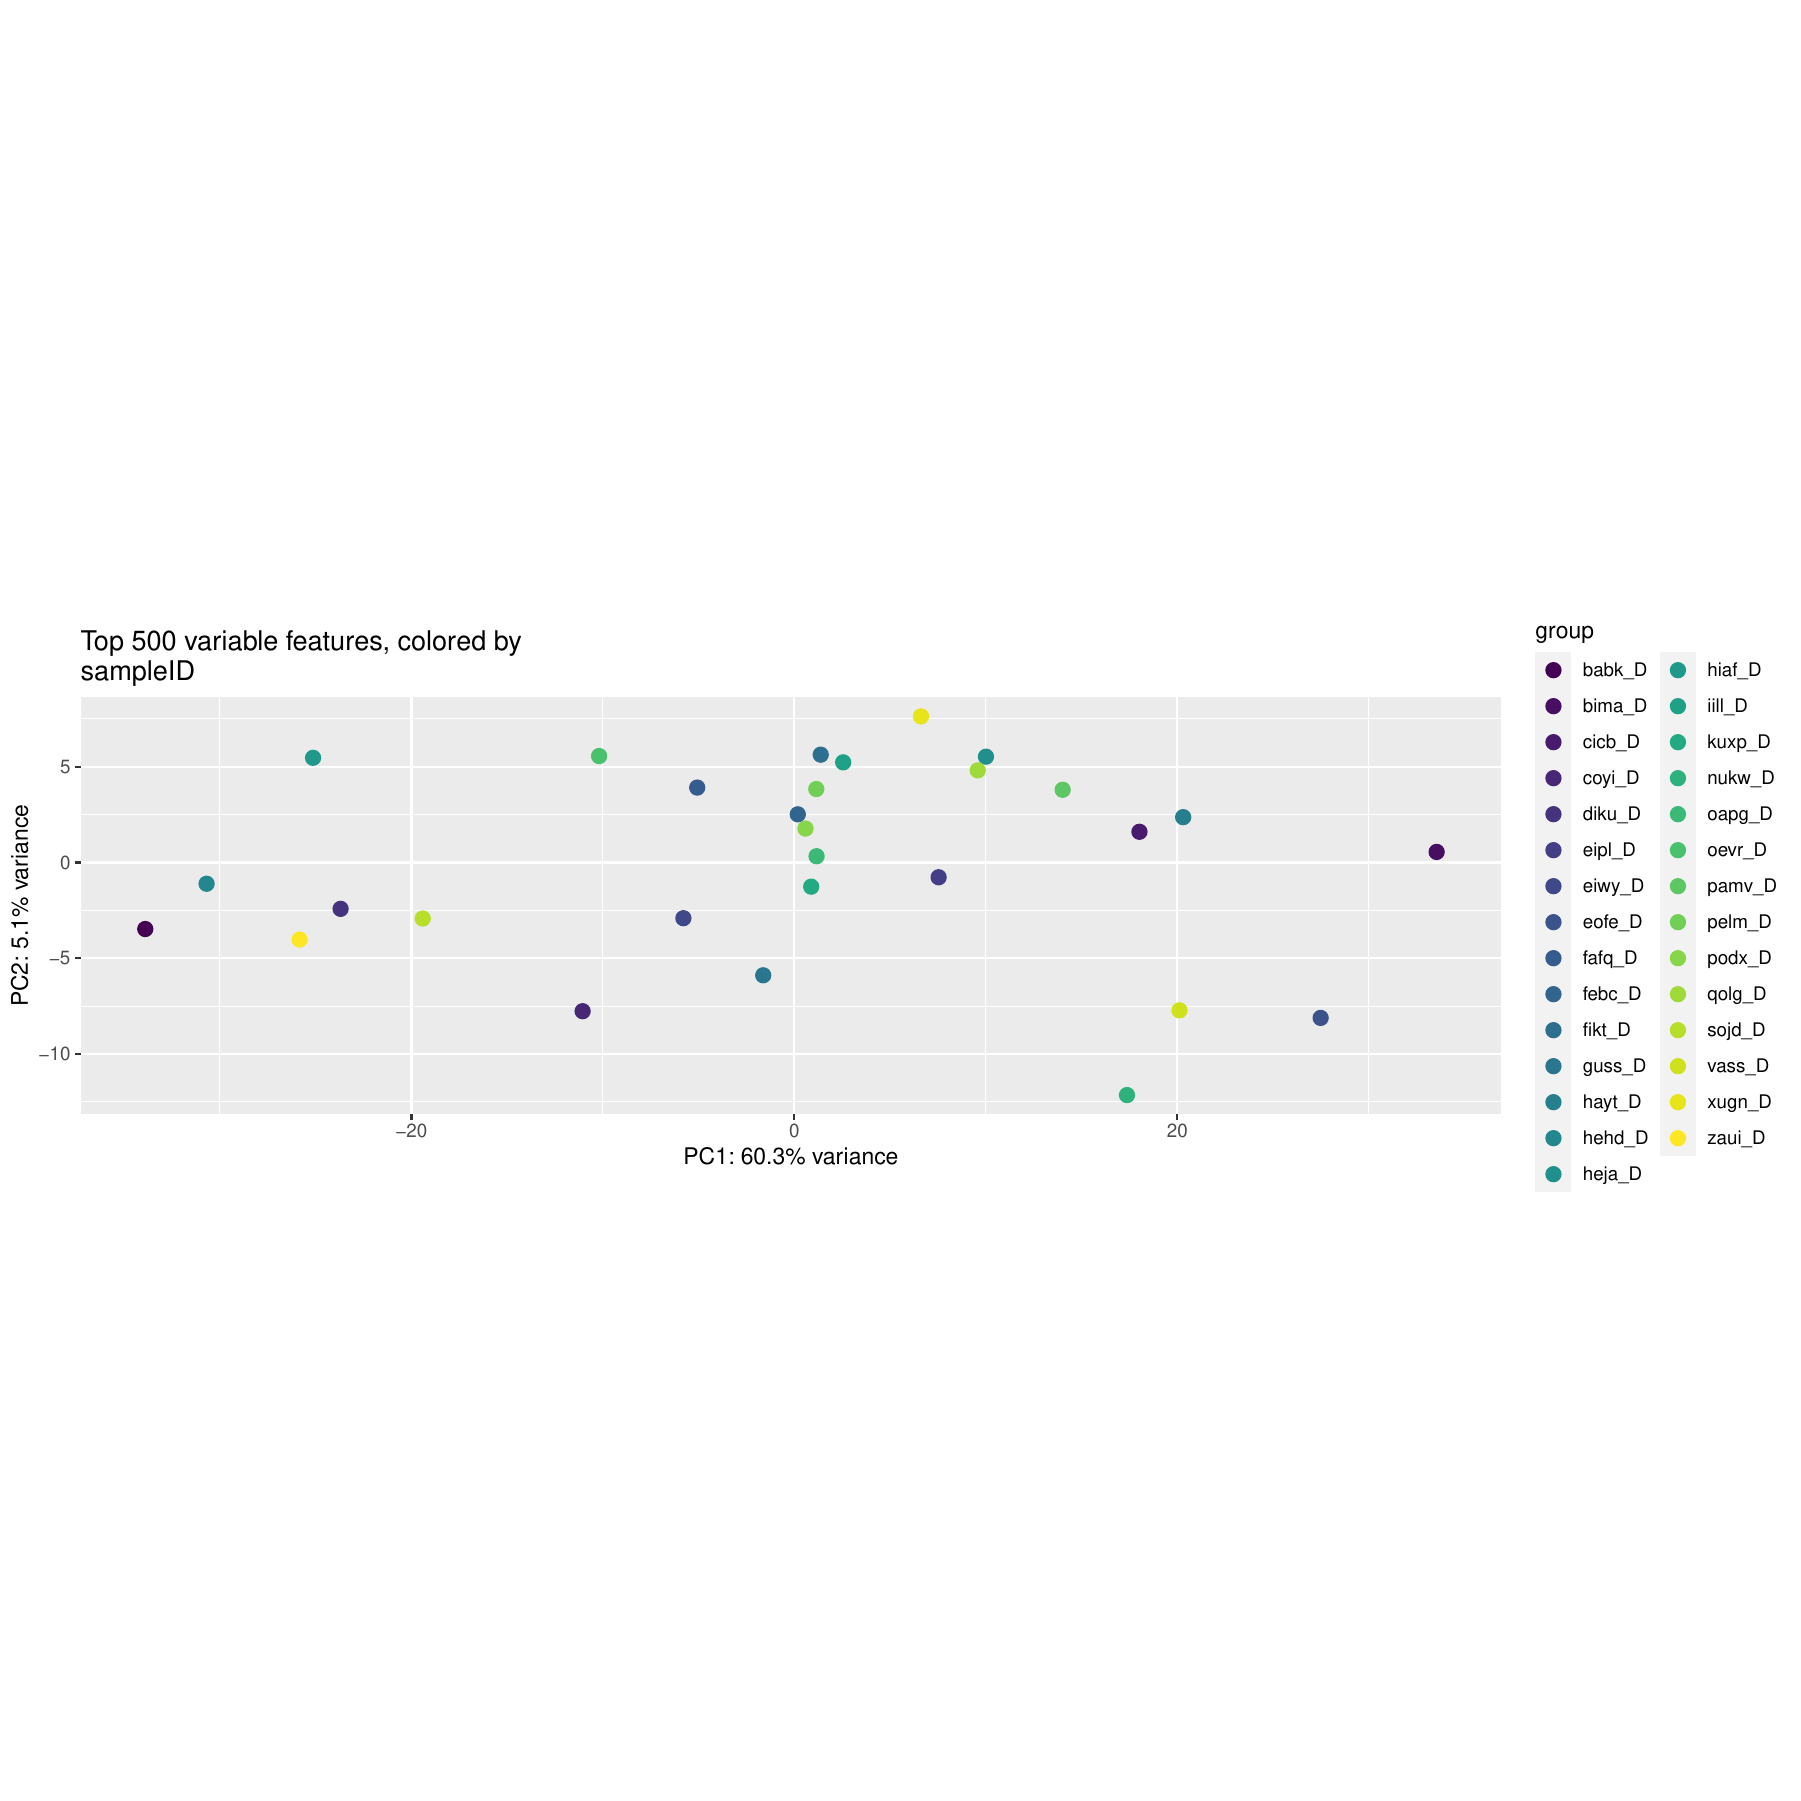 Top 500 variable features, colored by
sampleID
PC2: 5.1% variance
5
0
−5
−10
−20
0
20
PC1: 60.3% variance
group
babk_D
bima_D
cicb_D
coyi_D
diku_D
eipl_D
eiwy_D
eofe_D
fafq_D
febc_D
fikt_D
guss_D
hayt_D
hehd_D
heja_D
hiaf_D
iill_D
kuxp_D
nukw_D
oapg_D
oevr_D
pamv_D
pelm_D
podx_D
qolg_D
sojd_D
vass_D
xugn_D
zaui_D